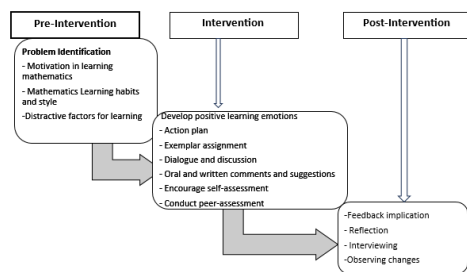 Pre-Intervention
Intervention
Post-Intervention
Problem Identification
- Motivation in learning
mathematics
- Mathematics Learning habits
and style
-Distractive factors for learning
Develop positive learning emotions
- Action plan
- Exemplar assignment
- Dialogue and discussion
- Oral and written comments and suggestions
- Encourage self-assessment
- Conduct peer-assessment
-Feedback implication
- Reflection
- Interviewing
-Observing changes